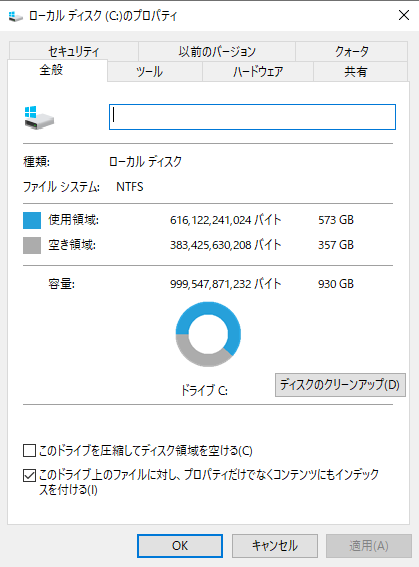 ローカル ディスク (C:)のプロパティ
セキュリティ 以前のバージョン クォータ
全般 ツール ハードウェア 共有
種類: ローカル ディスク
ファイル システム: NTFS
使用領域: 616,122,241,024 バイト 573 GB
空き領域: 383,425,630,208 バイト 357 GB
容量: 999,547,871,232 バイト 930 GB
ドライブ C: ディスクのクリーンアップ(D)
このドライブを圧縮してディスク領域を空ける(C)
このドライブ上のファイルに対し、プロパティだけでなくコンテンツにもインデック
スを付ける(I)
OK キャンセル 適用(A)